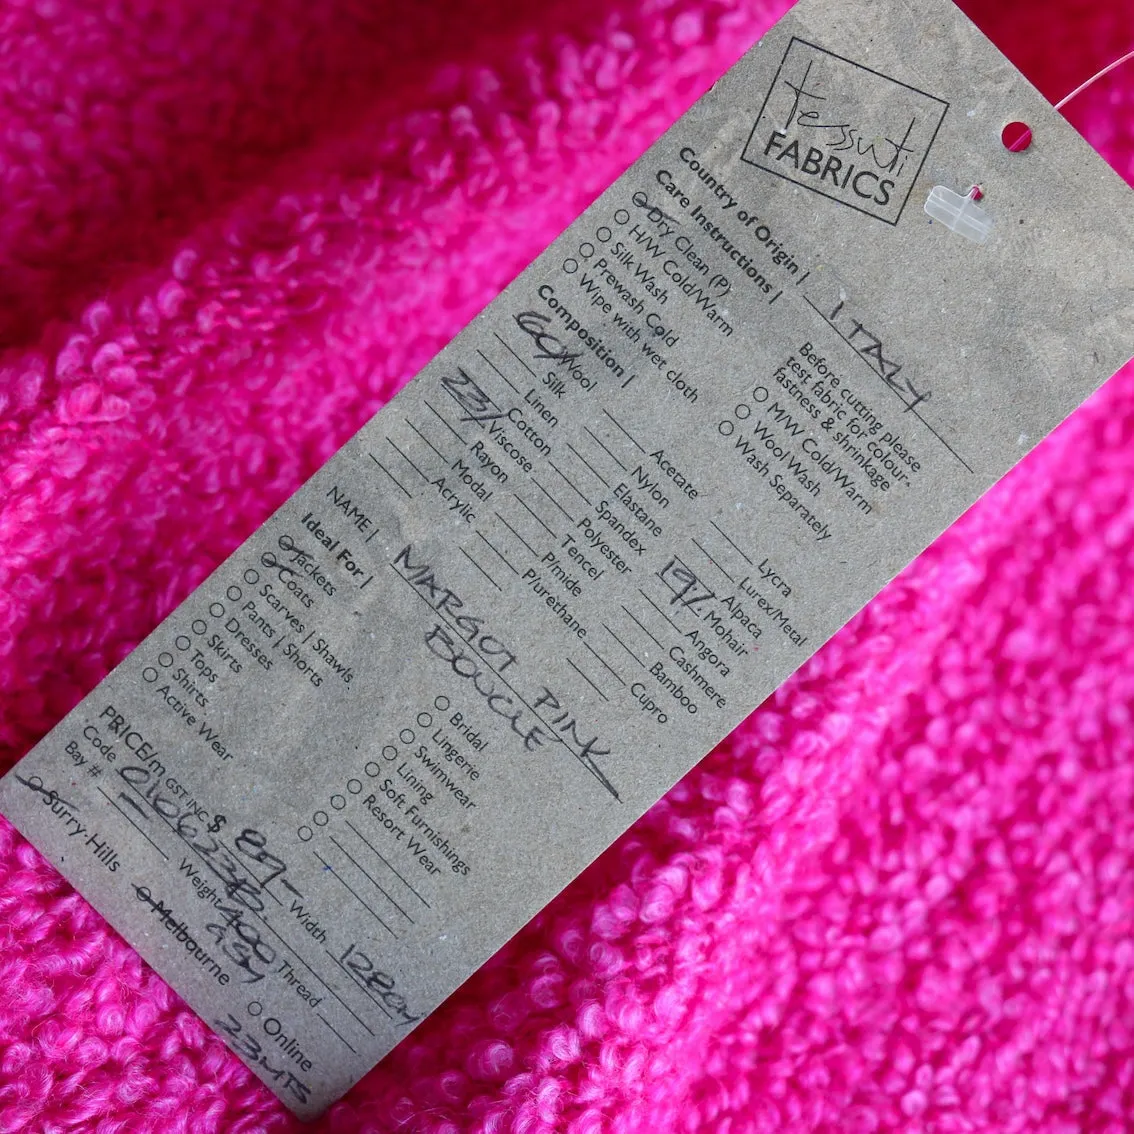 tessuti
FABRICS
Country of Origin | ITALY
Care Instructions |
Dry Clean (P)
H/W Cold/Warm
Silk Wash
Prewash Cold
Wipe with wet cloth
Before cutting please
test fabric for colour-
fastness & shrinkage
M/W Cold/Warm
Wool Wash
Wash Separately
Composition |
60% Wool
Silk
Linen
Cotton
23% Viscose
Rayon
Modal
Acrylic
Acetate
Nylon
Elastane
Spandex
Polyester
Tencel
P/mide
P/urethane
Lycra
Lurex/Metal
Alpaca
19% Mohair
Angora
Cashmere
Bamboo
Cupro
NAME | MARGOT PINK
BOUCLE
Ideal For |
Jackets
Coats
Scarves | Shawls
Pants | Shorts
Dresses
Skirts
Tops
Shirts
Active Wear
Bridal
Lingerie
Swimwear
Lining
Soft Furnishings
Resort Wear
PRICE/m GST INC $ 89- Width 128cm
Code Weight 400 Thread
Bay #
Surry-Hills Melbourne Online
23MTS